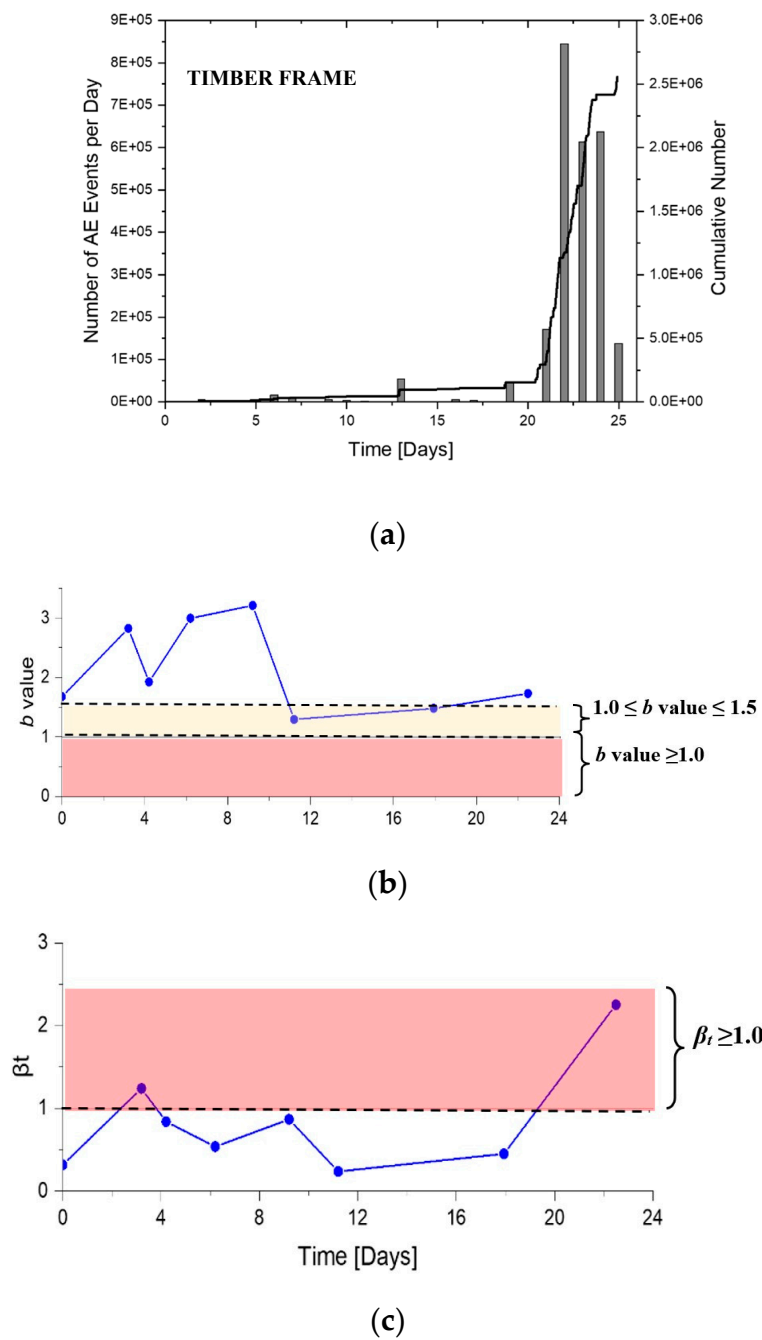 TIMBER FRAME
Number of AE Events per Day
9E+05
8E+05
7E+05
6E+05
5E+05
4E+05
3E+05
2E+05
1E+05
0E+00
3.0E+06
2.5E+06
2.0E+06
1.5E+06
1.0E+06
5.0E+05
0.0E+00
Cumulative Number
0 5 10 15 20 25
Time [Days]
(a)
b value
3
2
1
0
0 4 8 12 16 20 24
1.0 ≤ b value ≤ 1.5
b value ≥1.0
(b)
βt
3
2
1
0
0 4 8 12 16 20 24
βt ≥1.0
Time [Days]
(c)